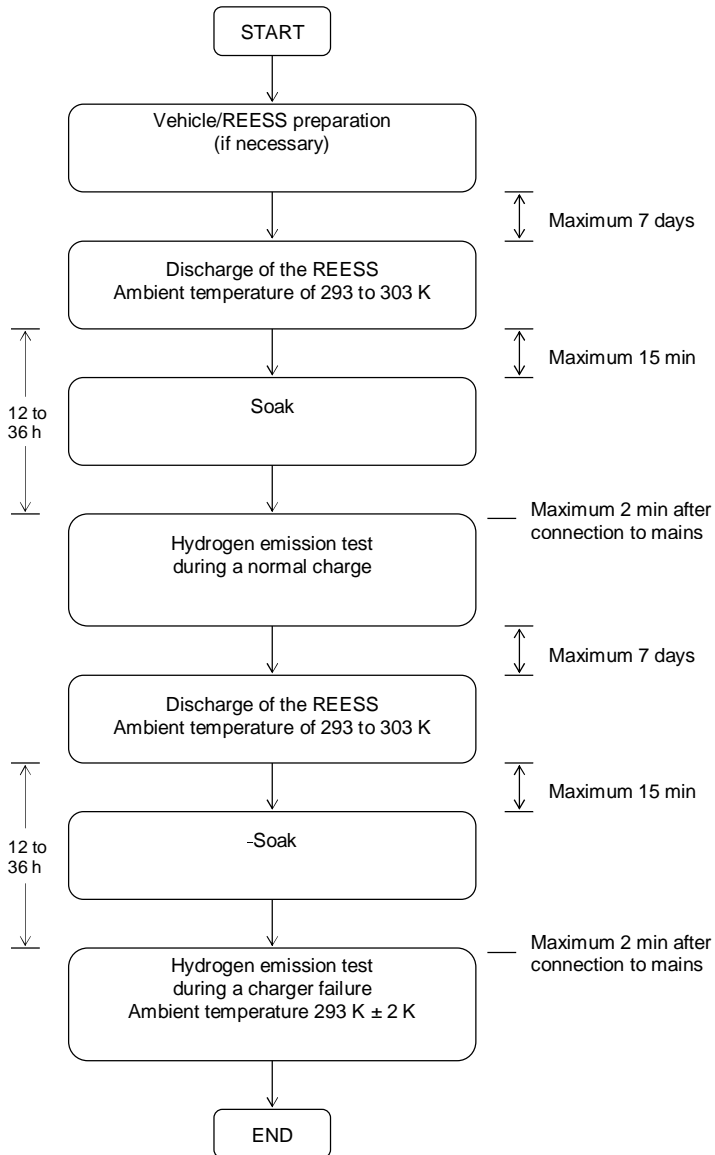 START
Vehicle/REESS preparation
(if necessary)
Maximum 7 days
Discharge of the REESS
Ambient temperature of 293 to 303 K
Maximum 15 min
12 to
36 h
Soak
Maximum 2 min after
connection to mains
Hydrogen emission test
during a normal charge
Maximum 7 days
Discharge of the REESS
Ambient temperature of 293 to 303 K
Maximum 15 min
12 to
36 h
-Soak
Maximum 2 min after
connection to mains
Hydrogen emission test
during a charger failure
Ambient temperature 293 K ± 2 K
END